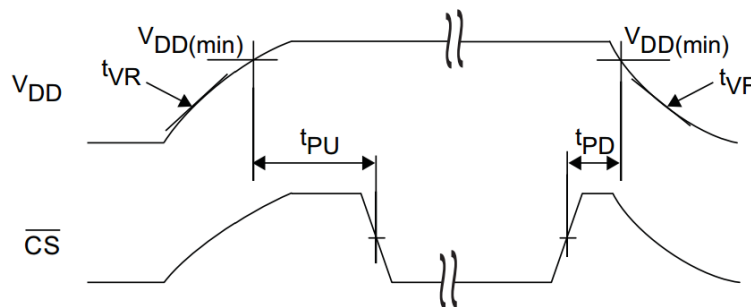 VDD(min) VDD(min)
tVR tVF
VDD
tPU tPD
CS